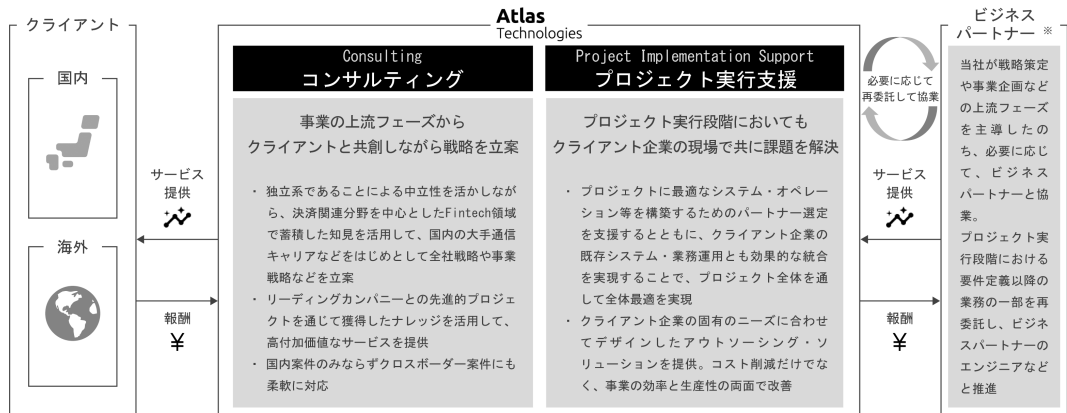 クライアント
国内
海外
サービス
提供
報酬
¥
Atlas
Technologies
Consulting
コンサルティング
事業の上流フェーズから
クライアントと共創しながら戦略を立案
・ 独立系であることによる中立性を活かしなが
ら、決済関連分野を中心としたFintech領域
で蓄積した知見を活用して、国内の大手通信
キャリアなどをはじめとして全社戦略や事業
戦略などを立案
・ リーディングカンパニーとの先進的プロジェ
クトを通じて獲得したナレッジを活用して、
高付加価値なサービスを提供
・ 国内案件のみならずクロスボーダー案件にも
柔軟に対応
Project Implementation Support
プロジェクト実行支援
プロジェクト実行段階においても
クライアント企業の現場で共に課題を解決
・ プロジェクトに最適なシステム・オペレー
ション等を構築するためのパートナー選定
を支援するとともに、クライアント企業の
既存システム・業務運用とも効果的な統合
を実現することで、プロジェクト全体を通
して全体最適を実現
・ クライアント企業の固有のニーズに合わせ
てデザインしたアウトソーシング・ソ
リューションを提供。コスト削減だけでな
く、事業の効率と生産性の両面で改善
必要に応じて
再委託して協業
サービス
提供
報酬
¥
ビジネス
パートナー ※
当社が戦略策定
や事業企画など
の上流フェーズ
を主導したの
ち、必要に応じ
て、ビジネス
パートナーと協
業。
プロジェクト実
行段階における
要件定義以降の
業務の一部を再
委託し、ビジネ
スパートナーの
エンジニアなど
と推進